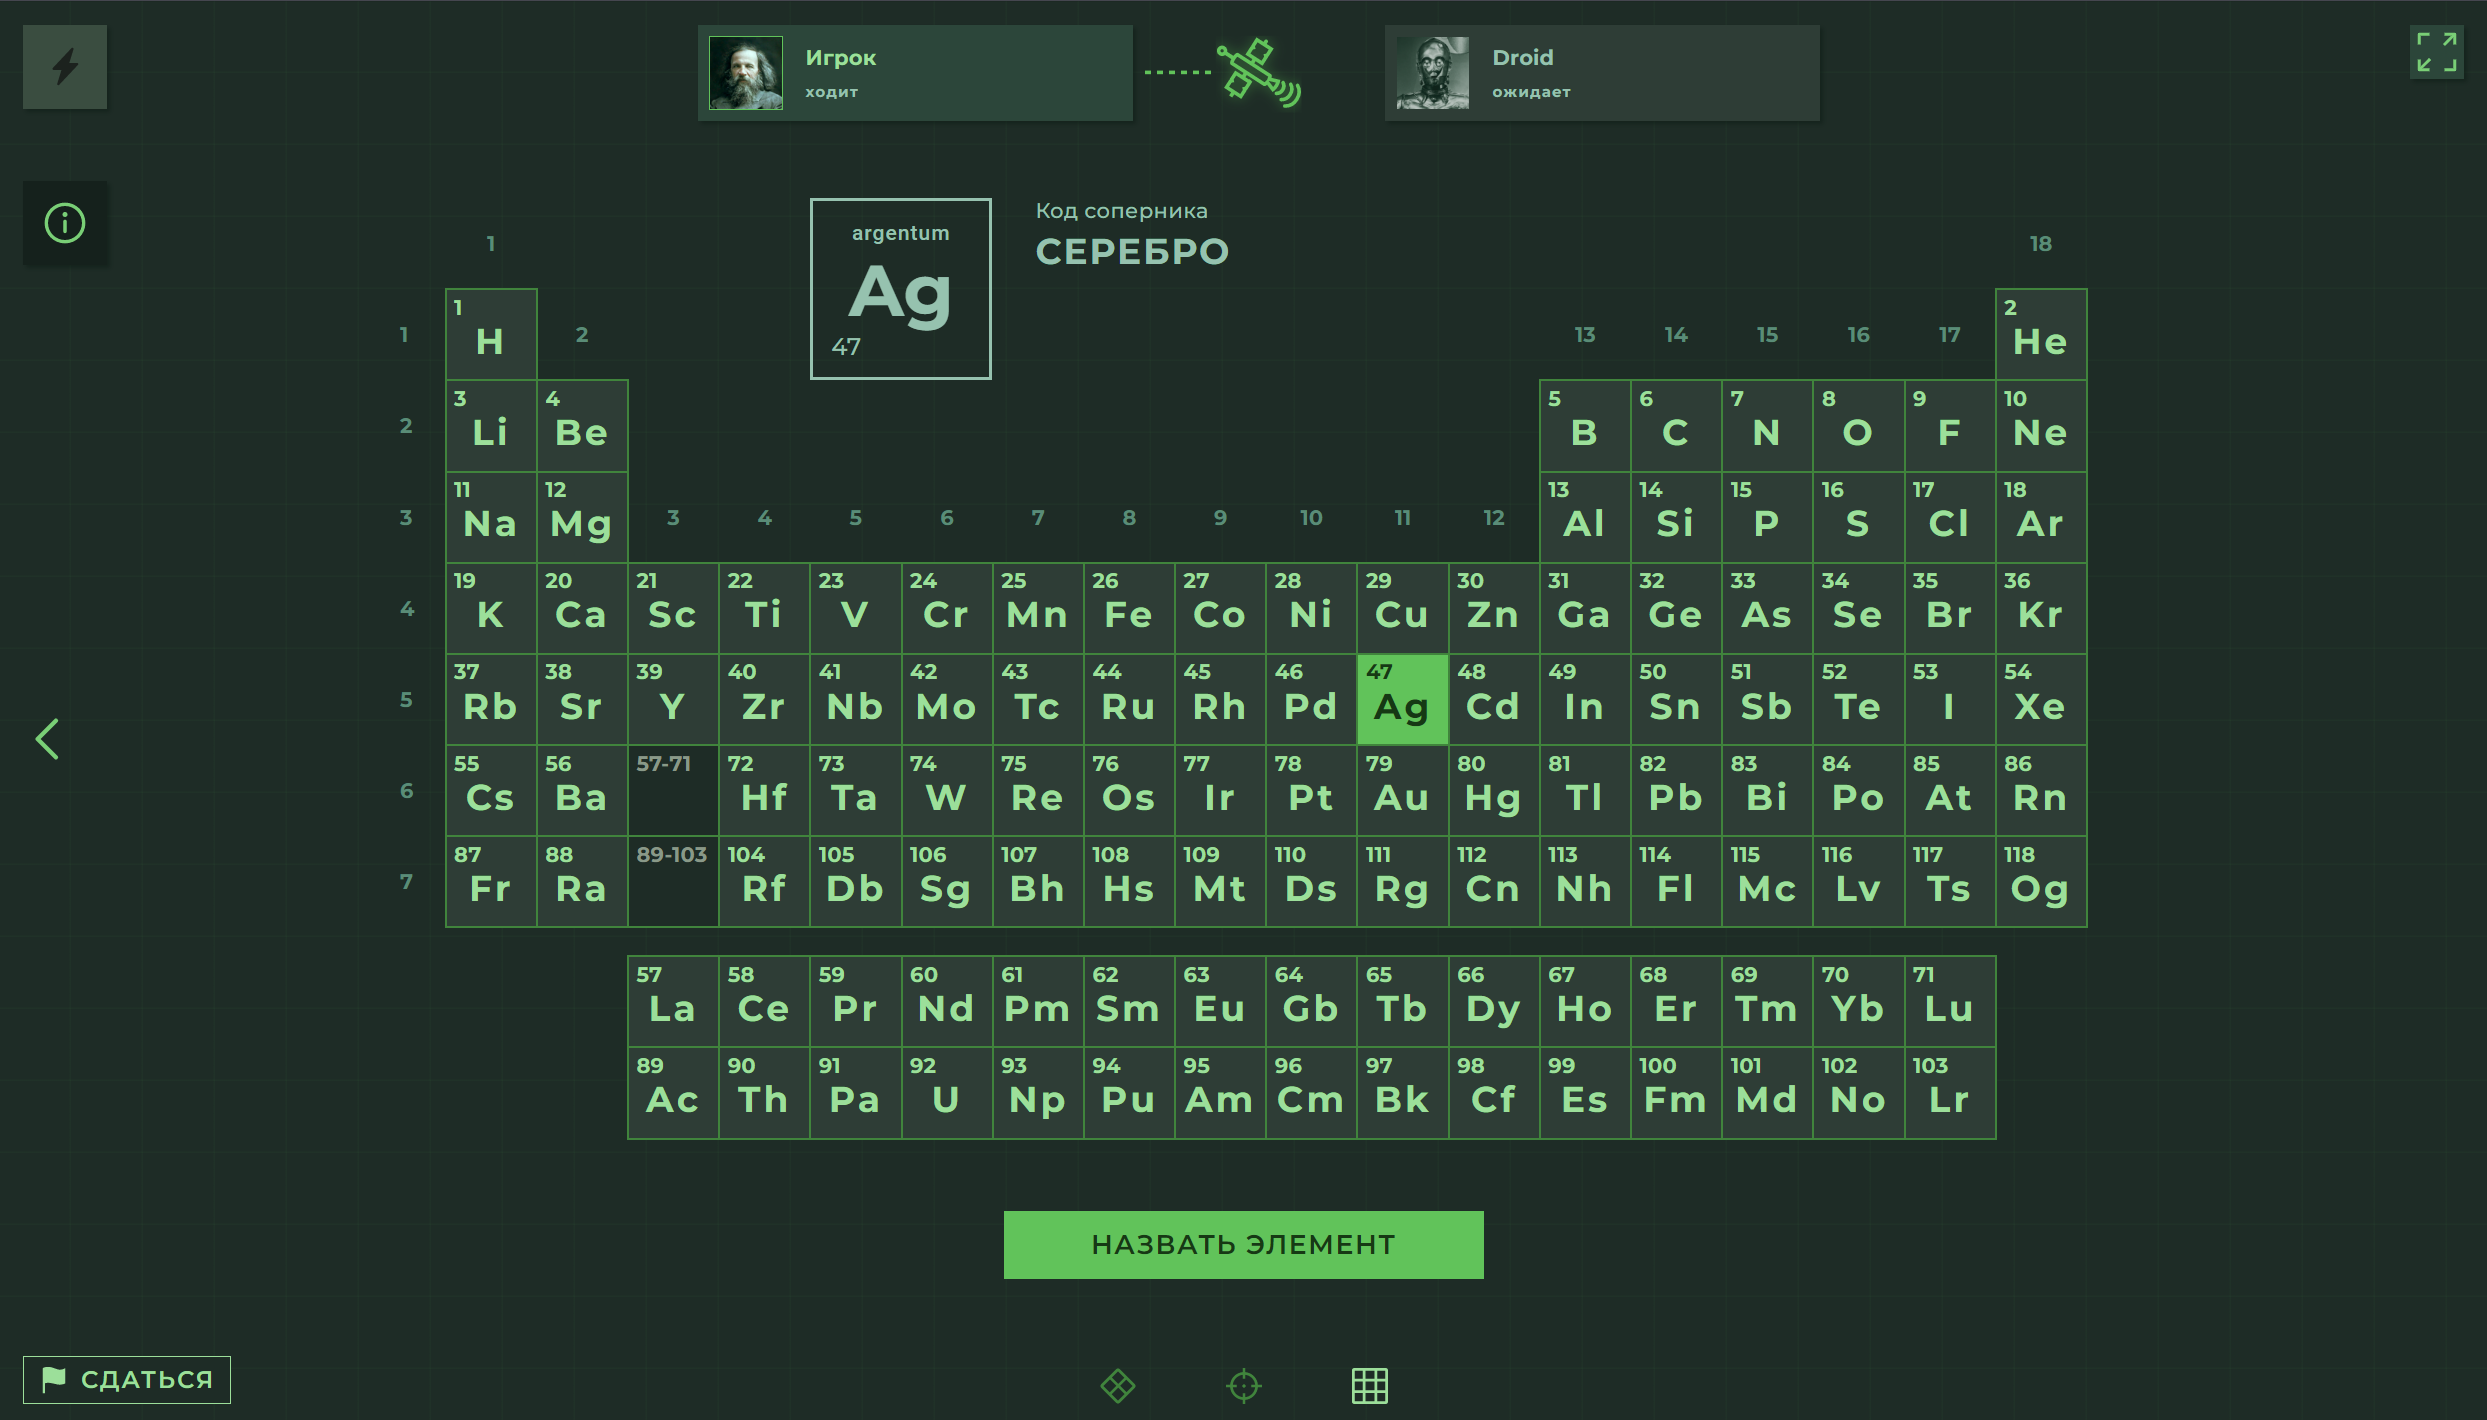 Игрок
ходит
Droid
ожидает
argentum
Ag
47
Код соперника
СЕРЕБРО
1 18
1 2 13 14 15 16 17
1 H 2 He
2 3 Li 4 Be 5 B 6 C 7 N 8 O 9 F 10 Ne
3 11 Na 12 Mg 3 4 5 6 7 8 9 10 11 12 13 Al 14 Si 15 P 16 S 17 Cl 18 Ar
4 19 K 20 Ca 21 Sc 22 Ti 23 V 24 Cr 25 Mn 26 Fe 27 Co 28 Ni 29 Cu 30 Zn 31 Ga 32 Ge 33 As 34 Se 35 Br 36 Kr
5 37 Rb 38 Sr 39 Y 40 Zr 41 Nb 42 Mo 43 Tc 44 Ru 45 Rh 46 Pd 47 Ag 48 Cd 49 In 50 Sn 51 Sb 52 Te 53 I 54 Xe
6 55 Cs 56 Ba 57-71 72 Hf 73 Ta 74 W 75 Re 76 Os 77 Ir 78 Pt 79 Au 80 Hg 81 Tl 82 Pb 83 Bi 84 Po 85 At 86 Rn
7 87 Fr 88 Ra 89-103 104 Rf 105 Db 106 Sg 107 Bh 108 Hs 109 Mt 110 Ds 111 Rg 112 Cn 113 Nh 114 Fl 115 Mc 116 Lv 117 Ts 118 Og
57 La 58 Ce 59 Pr 60 Nd 61 Pm 62 Sm 63 Eu 64 Gb 65 Tb 66 Dy 67 Ho 68 Er 69 Tm 70 Yb 71 Lu
89 Ac 90 Th 91 Pa 92 U 93 Np 94 Pu 95 Am 96 Cm 97 Bk 98 Cf 99 Es 100 Fm 101 Md 102 No 103 Lr
НАЗВАТЬ ЭЛЕМЕНТ
СДАТЬСЯ